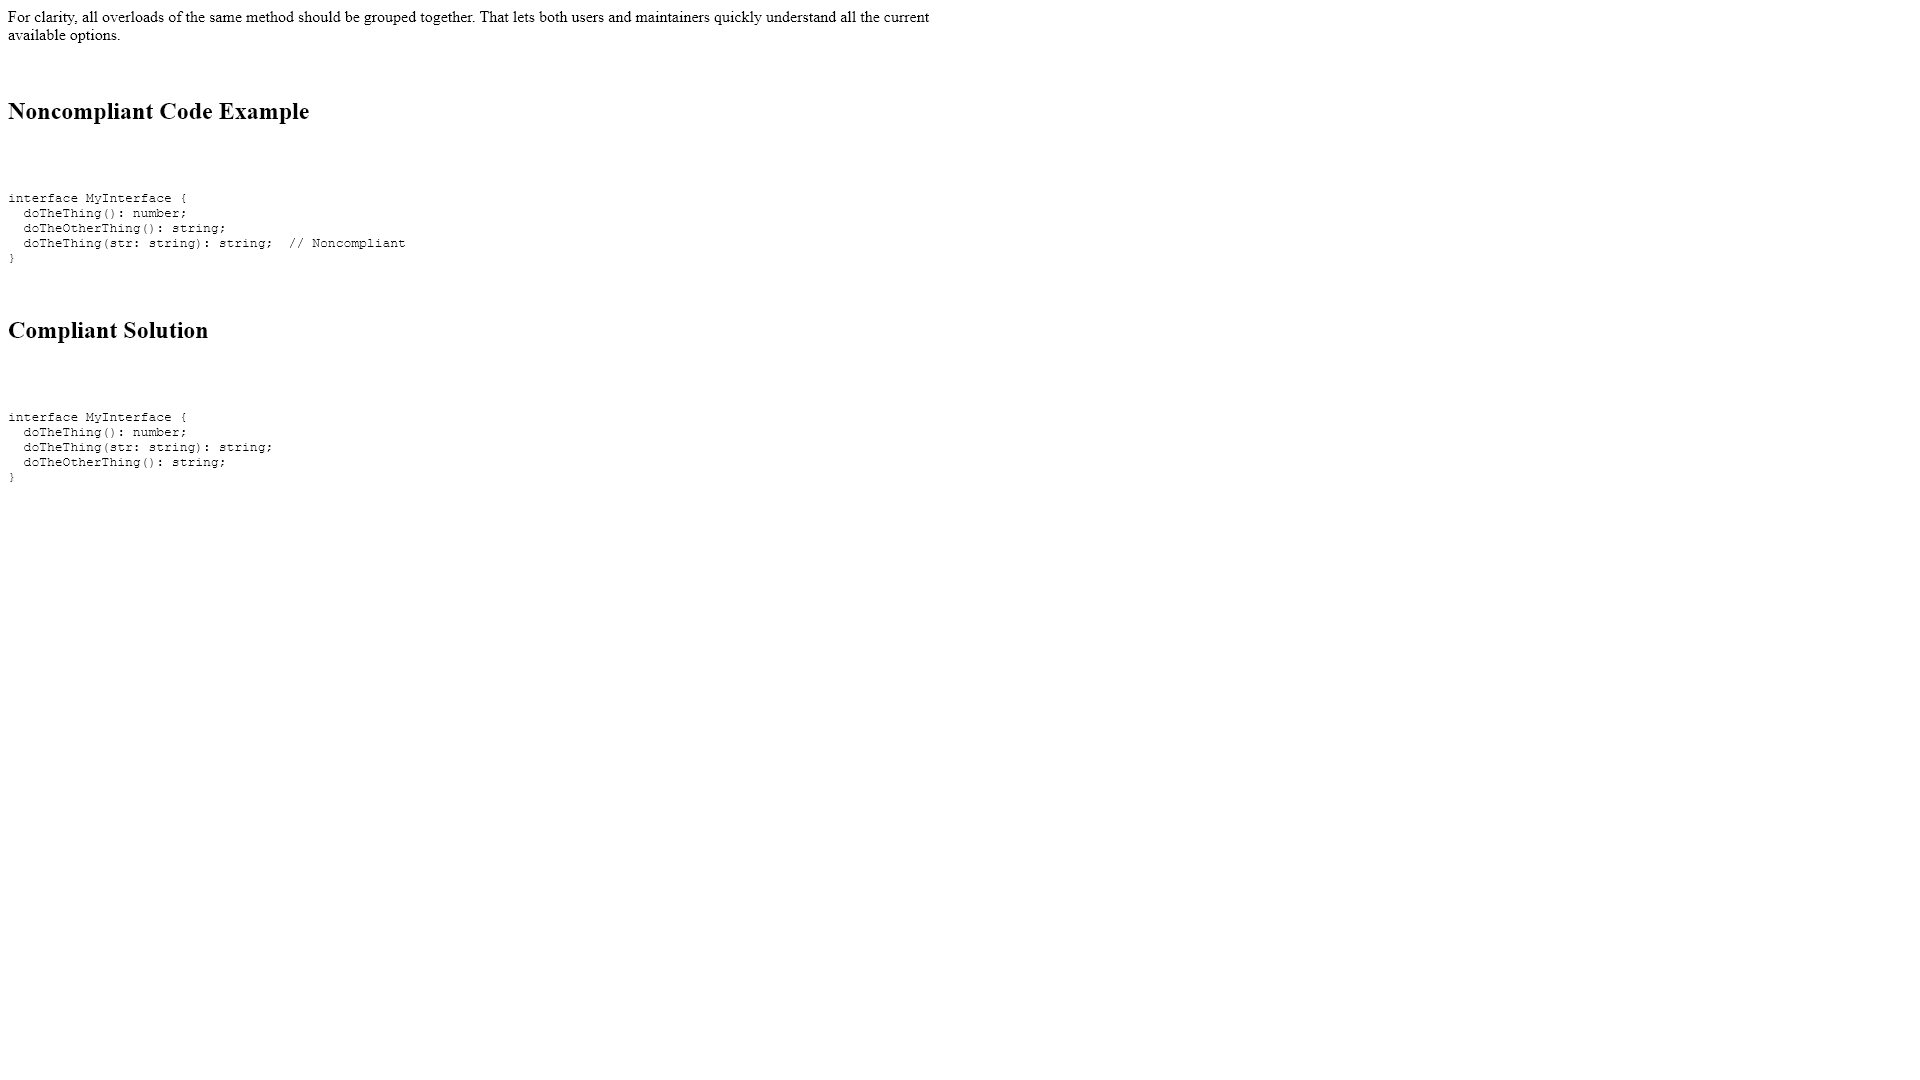 For clarity, all overloads of the same method should be grouped together. That lets both users and maintainers quickly understand all the current
available options.
Noncompliant Code Example
interface MyInterface {
  doTheThing(): number;
  doTheOtherThing(): string;
  doTheThing(str: string): string;  // Noncompliant
}
Compliant Solution
interface MyInterface {
  doTheThing(): number;
  doTheThing(str: string): string;
  doTheOtherThing(): string;
}